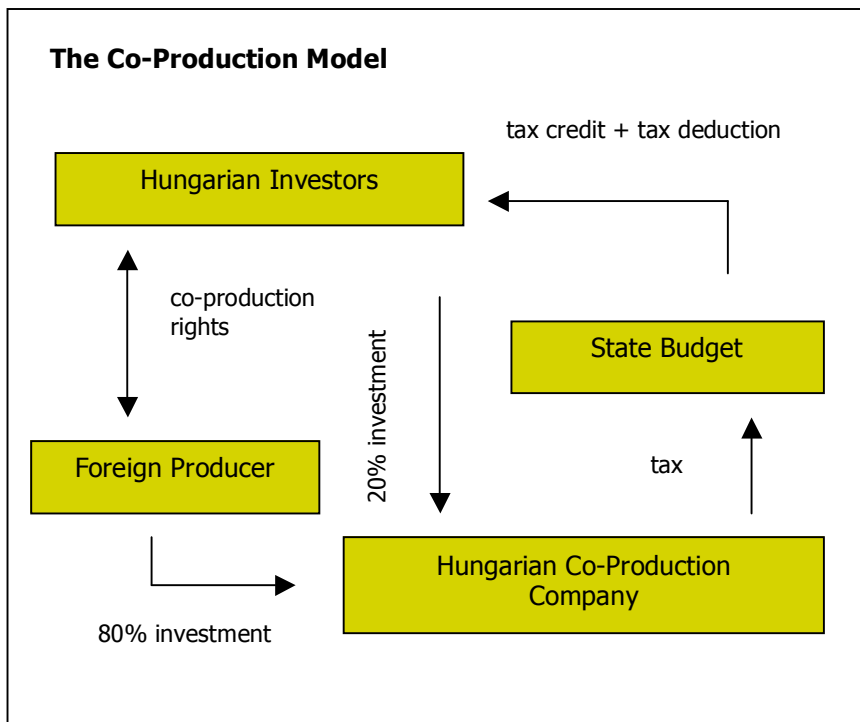 The Co-Production Model
tax credit + tax deduction
Hungarian Investors
co-production
rights
20% investment
State Budget
Foreign Producer
tax
Hungarian Co-Production
Company
80% investment